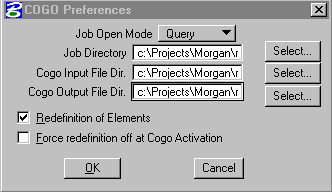 COGO Preferences
Job Open Mode Query
Job Directory c:\Projects\Morgan\r Select...
Cogo Input File Dir. c:\Projects\Morgan\r Select...
Cogo Output File Dir. c:\Projects\Morgan\r Select...
Redefinition of Elements
Force redefinition off at Cogo Activation
OK Cancel